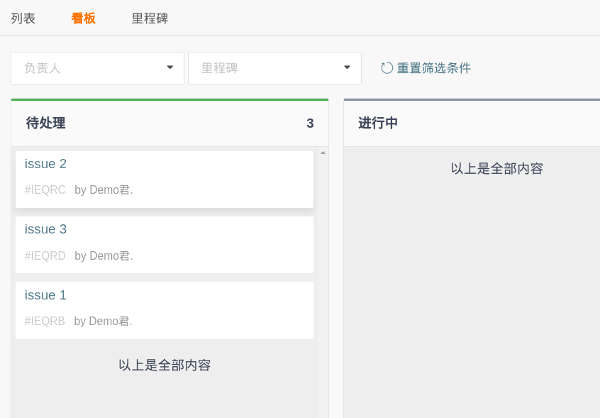 列表 看板 里程碑
负责人 里程碑 重置筛选条件
待处理 3 进行中
issue 2 以上是全部内容
#IEQRC by Demo君.
issue 3
#IEQRD by Demo君.
issue 1
#IEQRB by Demo君.
以上是全部内容